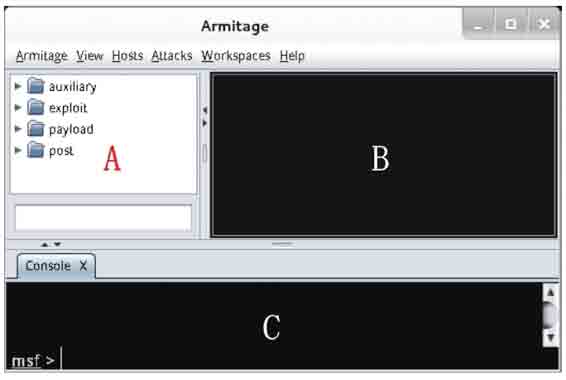 Armitage
Armitage View Hosts Attacks Workspaces Help
auxiliary
exploit
payload
post
A
B
Console X
C
msf >